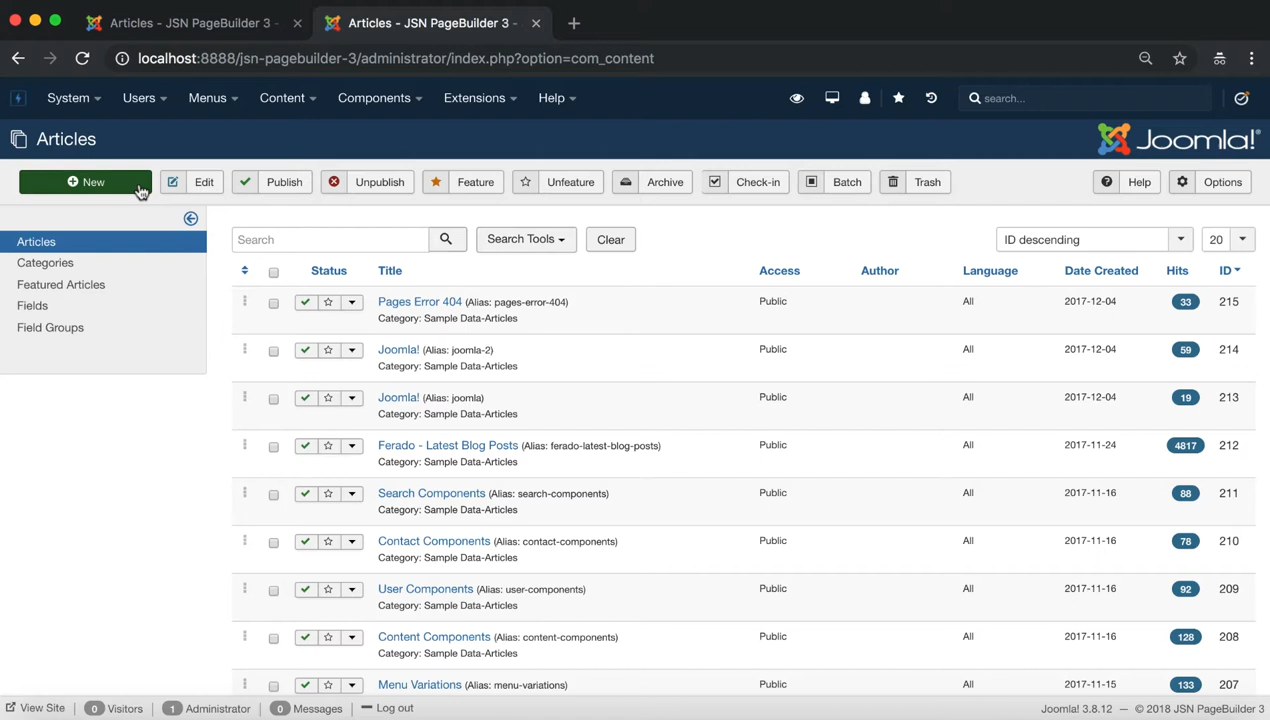 Articles - JSN PageBuilder 3 -
Articles - JSN PageBuilder 3 -
localhost:8888/jsn-pagebuilder-3/administrator/index.php?option=com_content
System Users Menus Content Components Extensions Help search...
Articles Joomla!
New Edit Publish Unpublish Feature Unfeature Archive Check-in Batch Trash Help Options
Articles
Categories
Featured Articles
Fields
Field Groups
Search Search Tools Clear ID descending 20
Status Title Access Author Language Date Created Hits ID
Pages Error 404 (Alias: pages-error-404) Public All 2017-12-04 33 215
Category: Sample Data-Articles
Joomla! (Alias: joomla-2) Public All 2017-12-04 59 214
Category: Sample Data-Articles
Joomla! (Alias: joomla) Public All 2017-12-04 19 213
Category: Sample Data-Articles
Ferado - Latest Blog Posts (Alias: ferado-latest-blog-posts) Public All 2017-11-24 4817 212
Category: Sample Data-Articles
Search Components (Alias: search-components) Public All 2017-11-16 88 211
Category: Sample Data-Articles
Contact Components (Alias: contact-components) Public All 2017-11-16 78 210
Category: Sample Data-Articles
User Components (Alias: user-components) Public All 2017-11-16 92 209
Category: Sample Data-Articles
Content Components (Alias: content-components) Public All 2017-11-16 128 208
Category: Sample Data-Articles
Menu Variations (Alias: menu-variations) Public All 2017-11-15 133 207
View Site 0 Visitors 1 Administrator 0 Messages Log out Joomla! 3.8.12 — © 2018 JSN PageBuilder 3